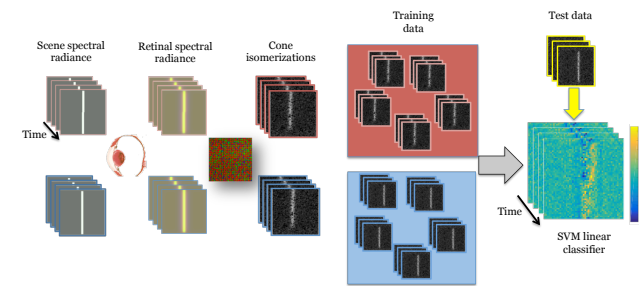 Scene spectral
radiance
Retinal spectral
radiance
Cone
isomerizations
Training
data
Test data
Time
Time
SVM linear
classifier